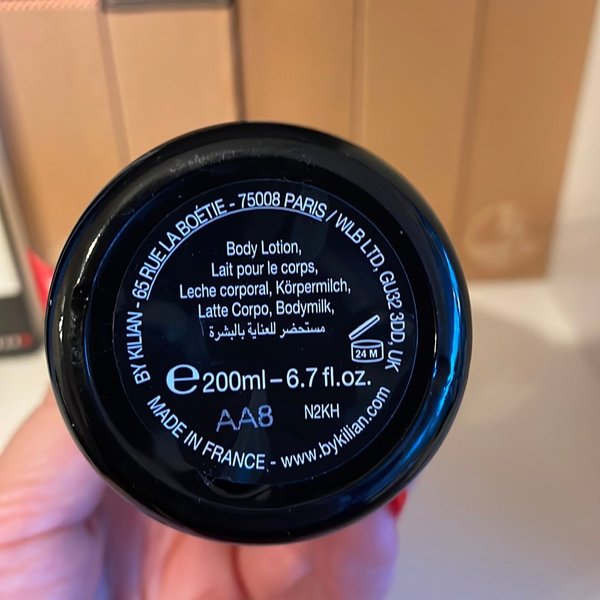 BY KILIAN - 65 RUE LA BOÉTIE - 75008 PARIS / WLB LTD, GU32 3DD, UK
Body Lotion,
Lait pour le corps,
Leche corporal, Körpermilch,
Latte Corpo, Bodymilk,
مستحضر للعناية بالبشرة
24 M
e 200ml - 6.7 fl.oz.
AA8 N2KH
MADE IN FRANCE - www.bykilian.com